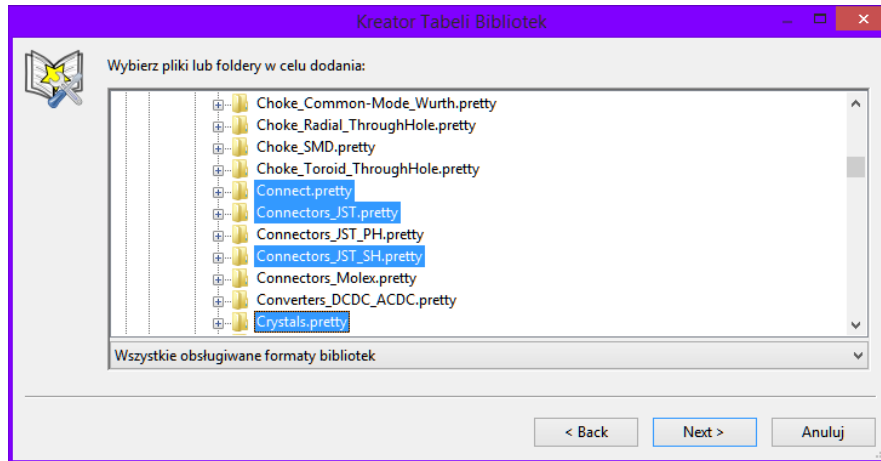 Kreator Tabeli Bibliotek
Wybierz pliki lub foldery w celu dodania:
Choke_Common-Mode_Wurth.pretty
Choke_Radial_ThroughHole.pretty
Choke_SMD.pretty
Choke_Toroid_ThroughHole.pretty
Connect.pretty
Connectors_JST.pretty
Connectors_JST_PH.pretty
Connectors_JST_SH.pretty
Connectors_Molex.pretty
Converters_DCDC_ACDC.pretty
Crystals.pretty
Wszystkie obsługiwane formaty bibliotek
< Back Next > Anuluj